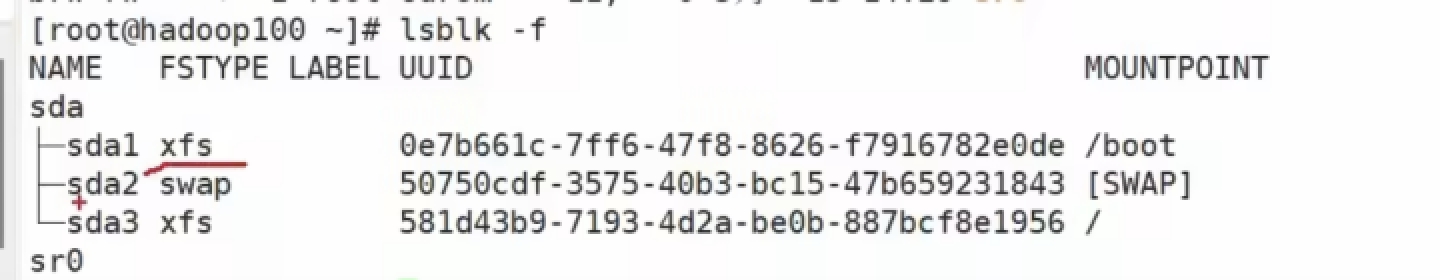 [root@hadoop100 ~]# lsblk -f
NAME   FSTYPE LABEL UUID                                 MOUNTPOINT
sda
├─sda1 xfs          0e7b661c-7ff6-47f8-8626-f7916782e0de /boot
├─sda2 swap         50750cdf-3575-40b3-bc15-47b659231843 [SWAP]
└─sda3 xfs          581d43b9-7193-4d2a-be0b-887bcf8e1956 /
sr0